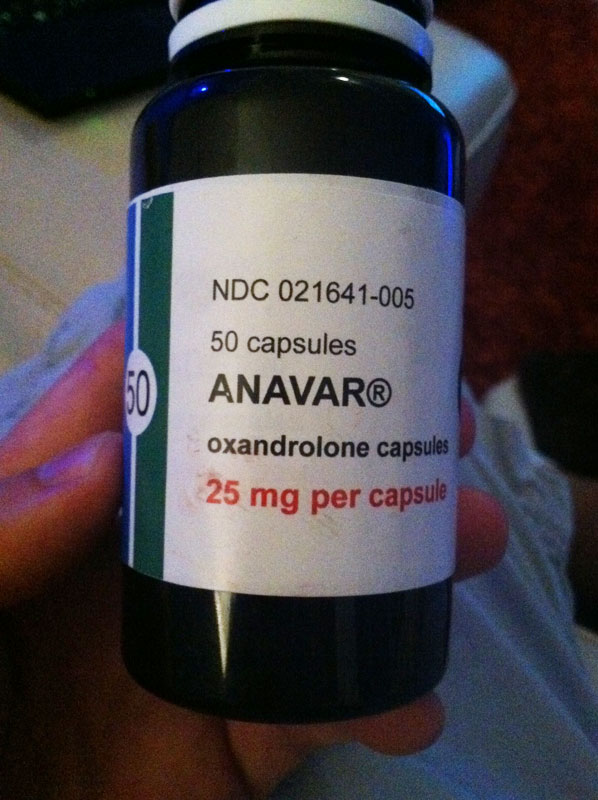 NDC 021641-005
50 capsules
50
ANAVAR®
oxandrolone capsules
25 mg per capsule